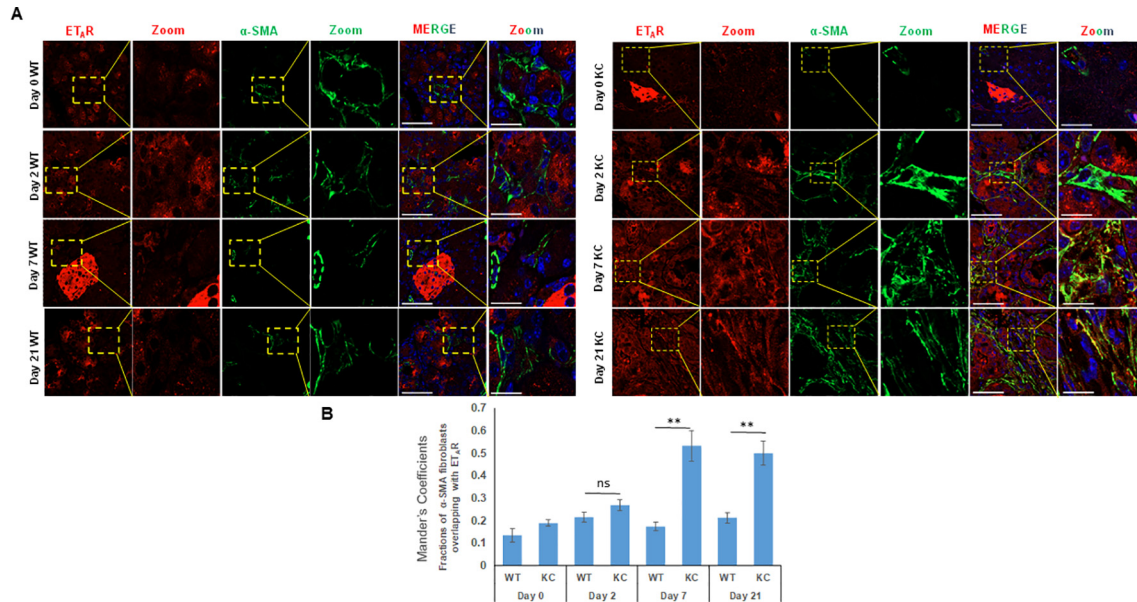 A
ETAR Zoom α-SMA Zoom MERGE Zoom
Day 0 WT
Day 2 WT
Day 7 WT
Day 21 WT
ETAR Zoom α-SMA Zoom MERGE Zoom
Day 0 KC
Day 2 KC
Day 7 KC
Day 21 KC
B
Mander's Coefficients
Fractions of α-SMA fibroblasts
overlapping with ETAR
0.7
0.6
0.5
0.4
0.3
0.2
0.1
0
ns
**
**
WT KC WT KC WT KC WT KC
Day 0 Day 2 Day 7 Day 21